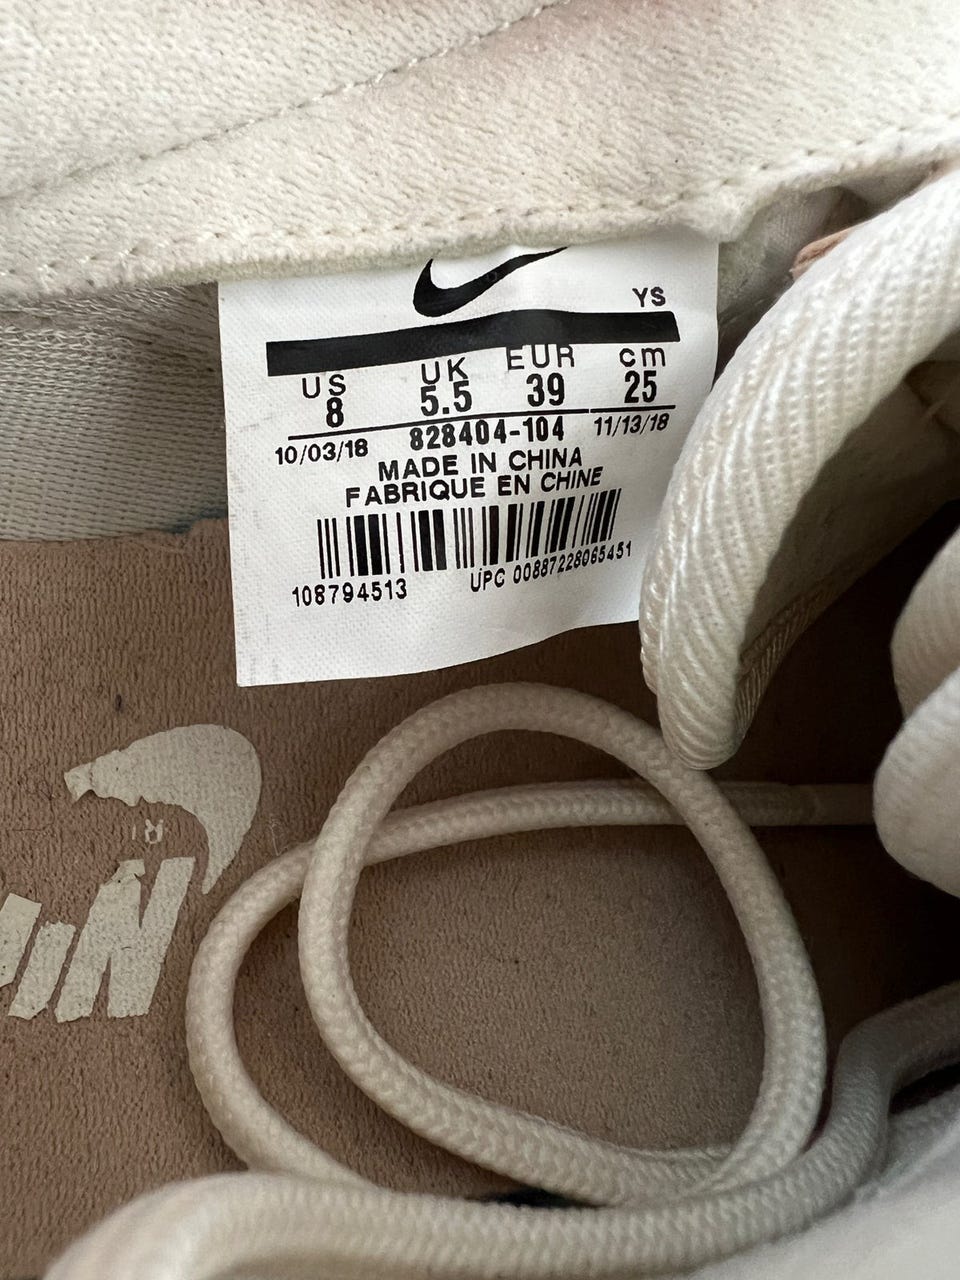 YS
US UK EUR cm
8 5.5 39 25
10/03/18 828404-104 11/13/18
MADE IN CHINA
FABRIQUE EN CHINE
108794513 UPC 00887228065451